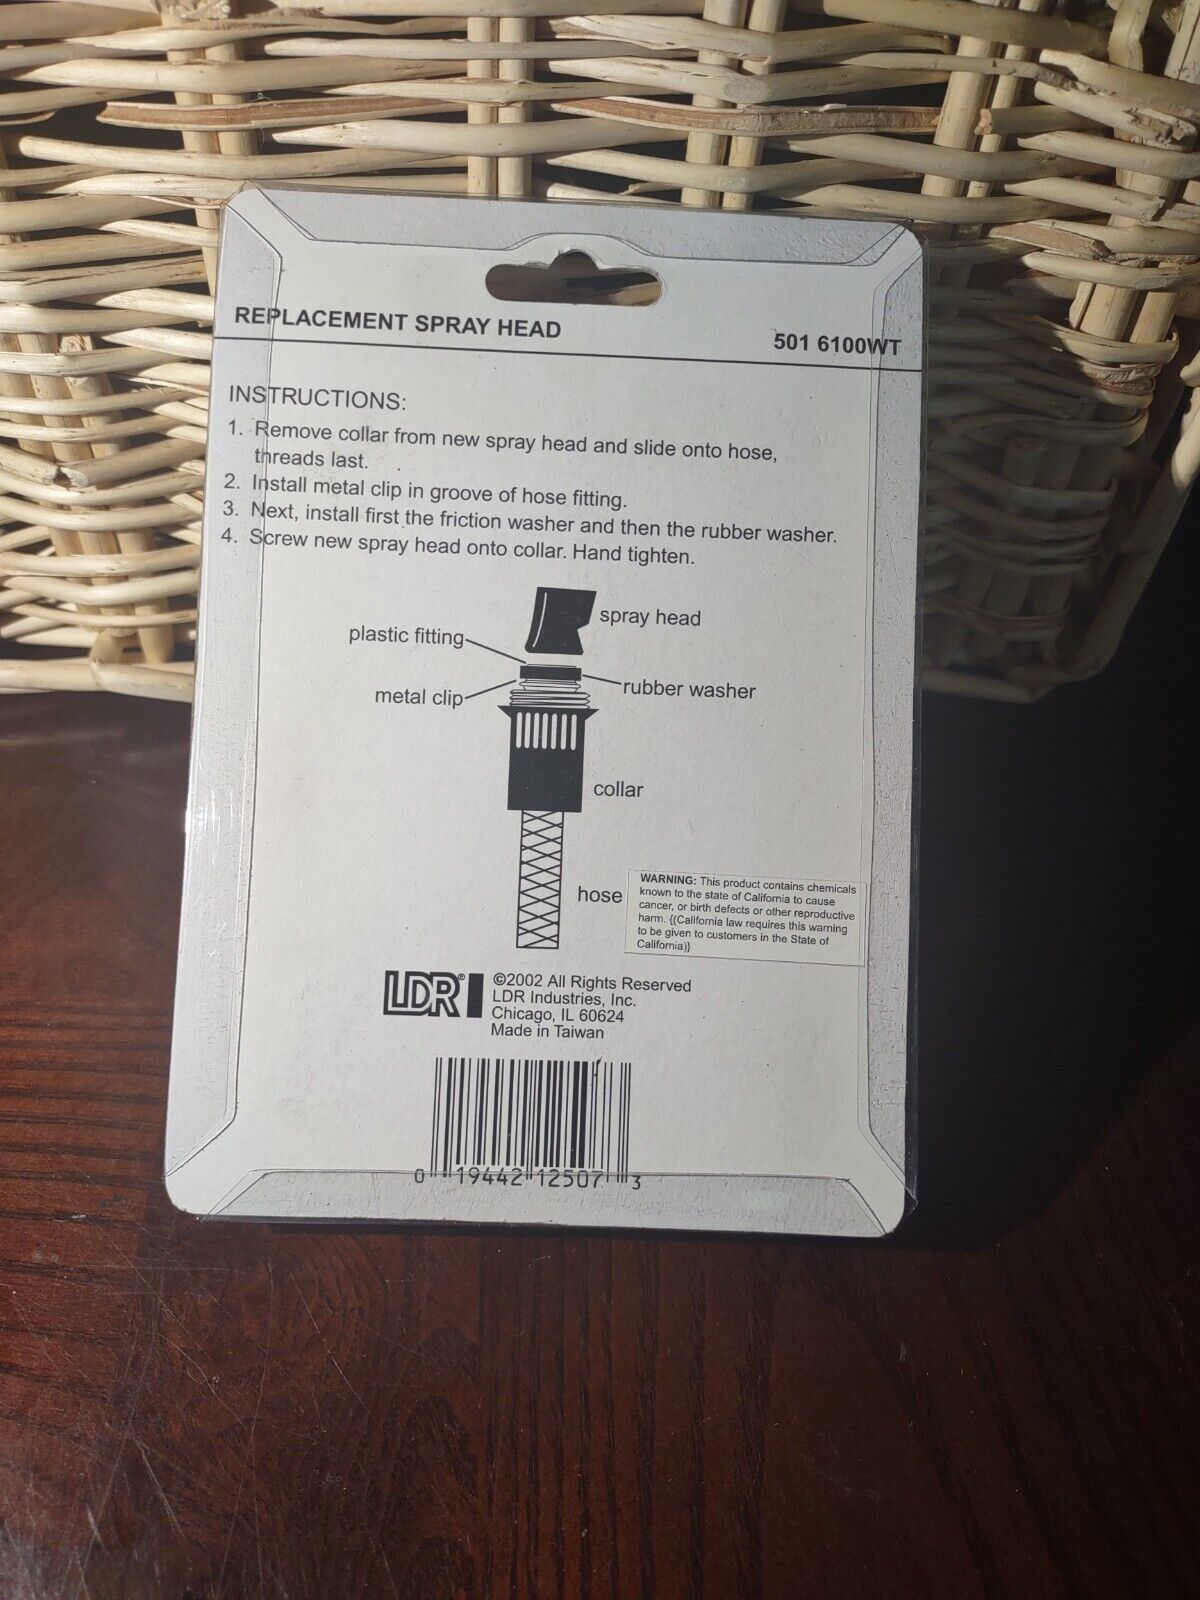 REPLACEMENT SPRAY HEAD
501 6100WT
INSTRUCTIONS:
1. Remove collar from new spray head and slide onto hose,
threads last.
2. Install metal clip in groove of hose fitting.
3. Next, install first the friction washer and then the rubber washer.
4. Screw new spray head onto collar. Hand tighten.
spray head
plastic fitting
rubber washer
metal clip
collar
hose
WARNING: This product contains chemicals
known to the state of California to cause
cancer, or birth defects or other reproductive
harm. {(California law requires this warning
to be given to customers in the State of
California)}
LDR®
©2002 All Rights Reserved
LDR Industries, Inc.
Chicago, IL 60624
Made in Taiwan
0 19442 12507 3